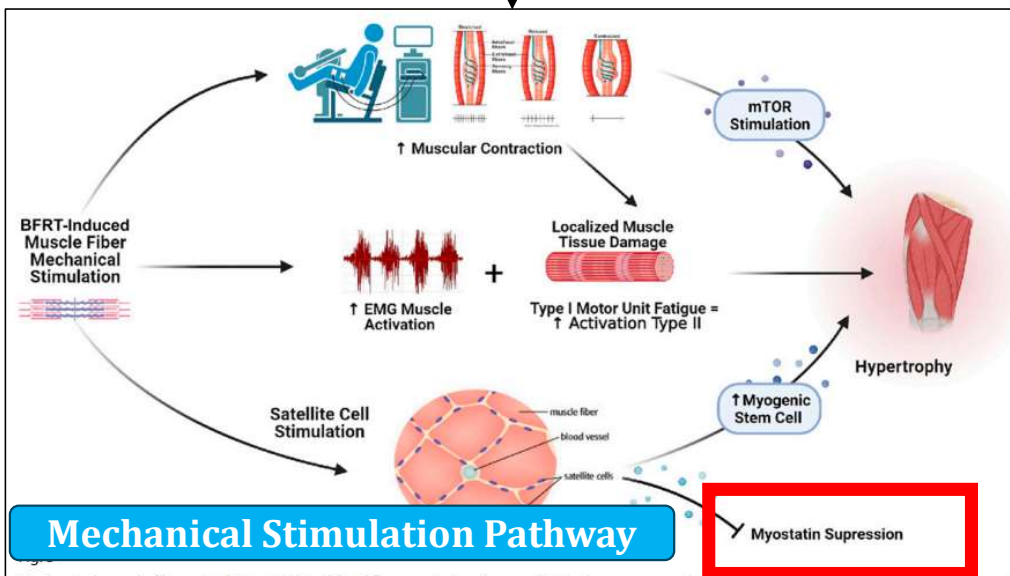 ↑ Muscular Contraction
mTOR
Stimulation
BFRT-Induced
Muscle Fiber
Mechanical
Stimulation
Localized Muscle
Tissue Damage
+
↑ EMG Muscle
Activation
Type I Motor Unit Fatigue =
↑ Activation Type II
Hypertrophy
Satellite Cell
Stimulation
muscle fiber
blood vessel
satellite cells
↑Myogenic
Stem Cell
Mechanical Stimulation Pathway
Myostatin Supression